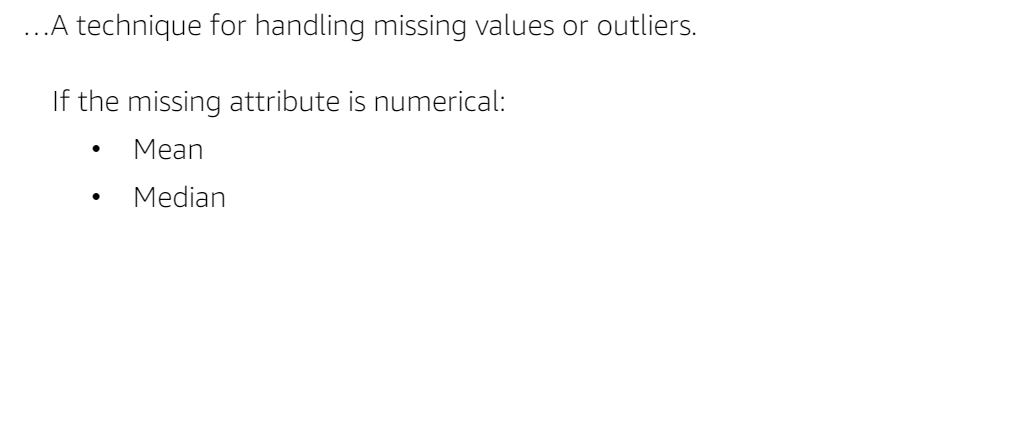 ...A technique for handling missing values or outliers.
If the missing attribute is numerical:
• Mean
• Median